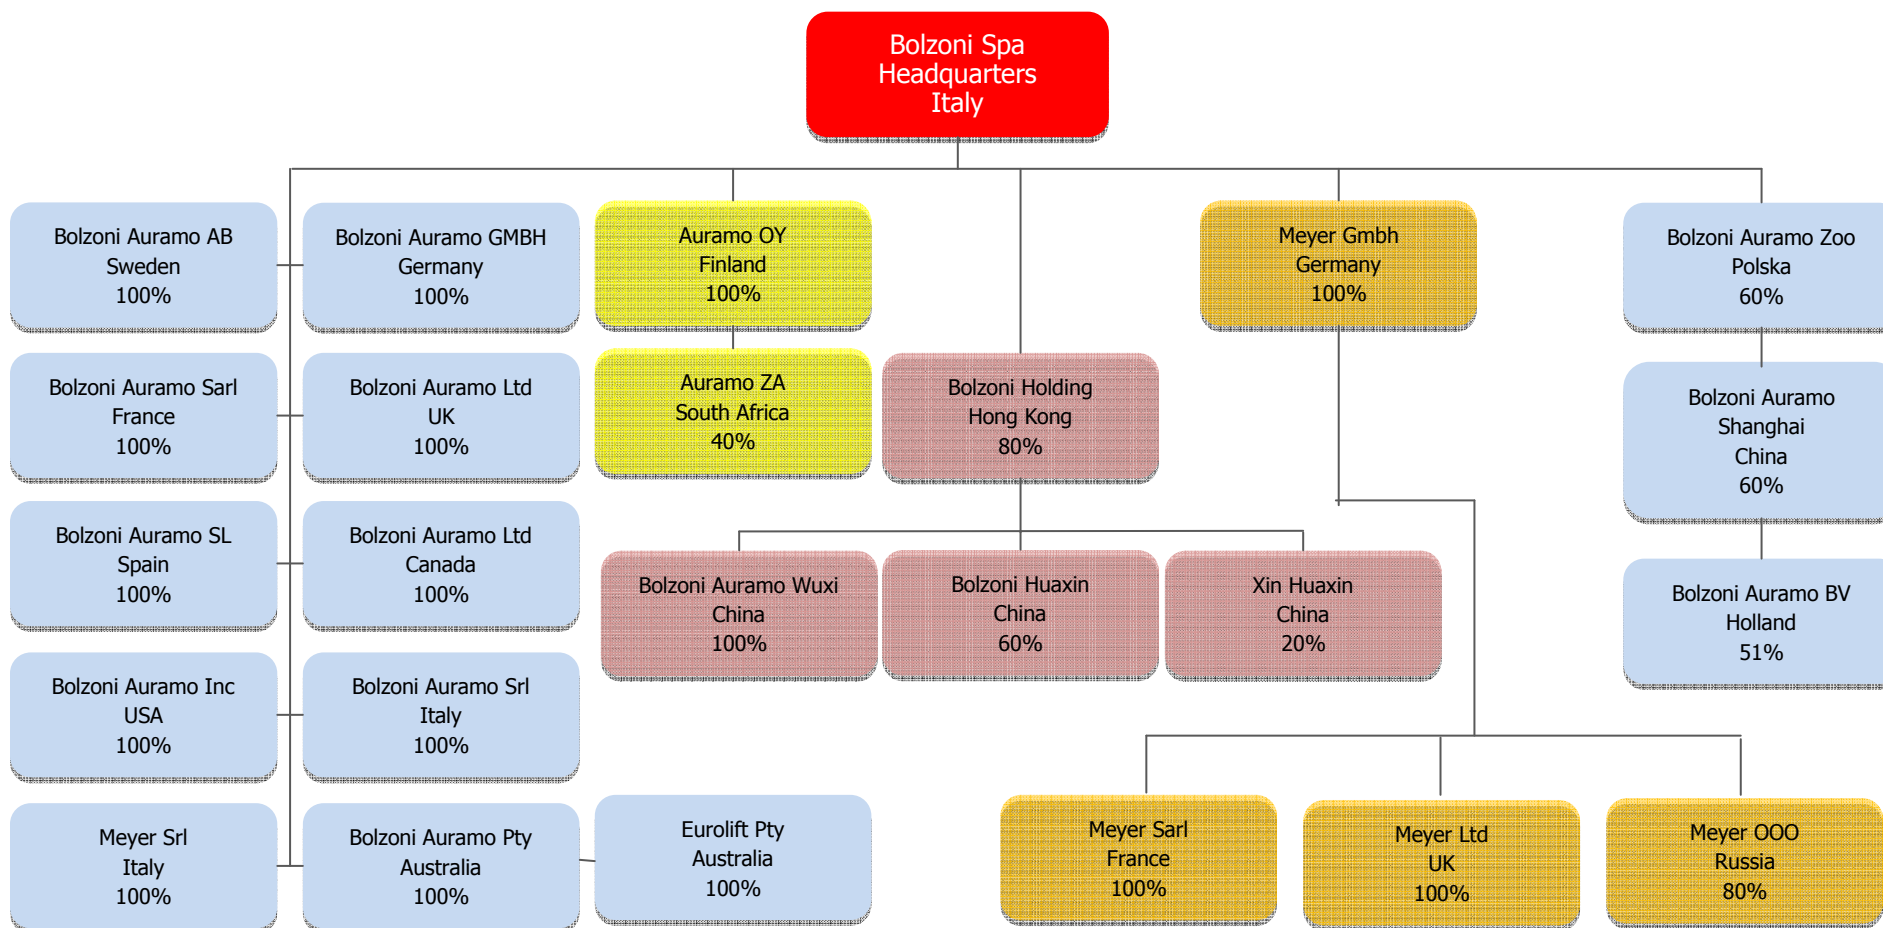 Bolzoni Spa
Headquarters
Italy
Bolzoni Auramo AB
Sweden
100%
Bolzoni Auramo GMBH
Germany
100%
Auramo OY
Finland
100%
Meyer Gmbh
Germany
100%
Bolzoni Auramo Zoo
Polska
60%
Bolzoni Auramo Sarl
France
100%
Bolzoni Auramo Ltd
UK
100%
Auramo ZA
South Africa
40%
Bolzoni Holding
Hong Kong
80%
Bolzoni Auramo
Shanghai
China
60%
Bolzoni Auramo SL
Spain
100%
Bolzoni Auramo Ltd
Canada
100%
Bolzoni Auramo Wuxi
China
100%
Bolzoni Huaxin
China
60%
Xin Huaxin
China
20%
Bolzoni Auramo BV
Holland
51%
Bolzoni Auramo Inc
USA
100%
Bolzoni Auramo Srl
Italy
100%
Meyer Srl
Italy
100%
Bolzoni Auramo Pty
Australia
100%
Eurolift Pty
Australia
100%
Meyer Sarl
France
100%
Meyer Ltd
UK
100%
Meyer OOO
Russia
80%